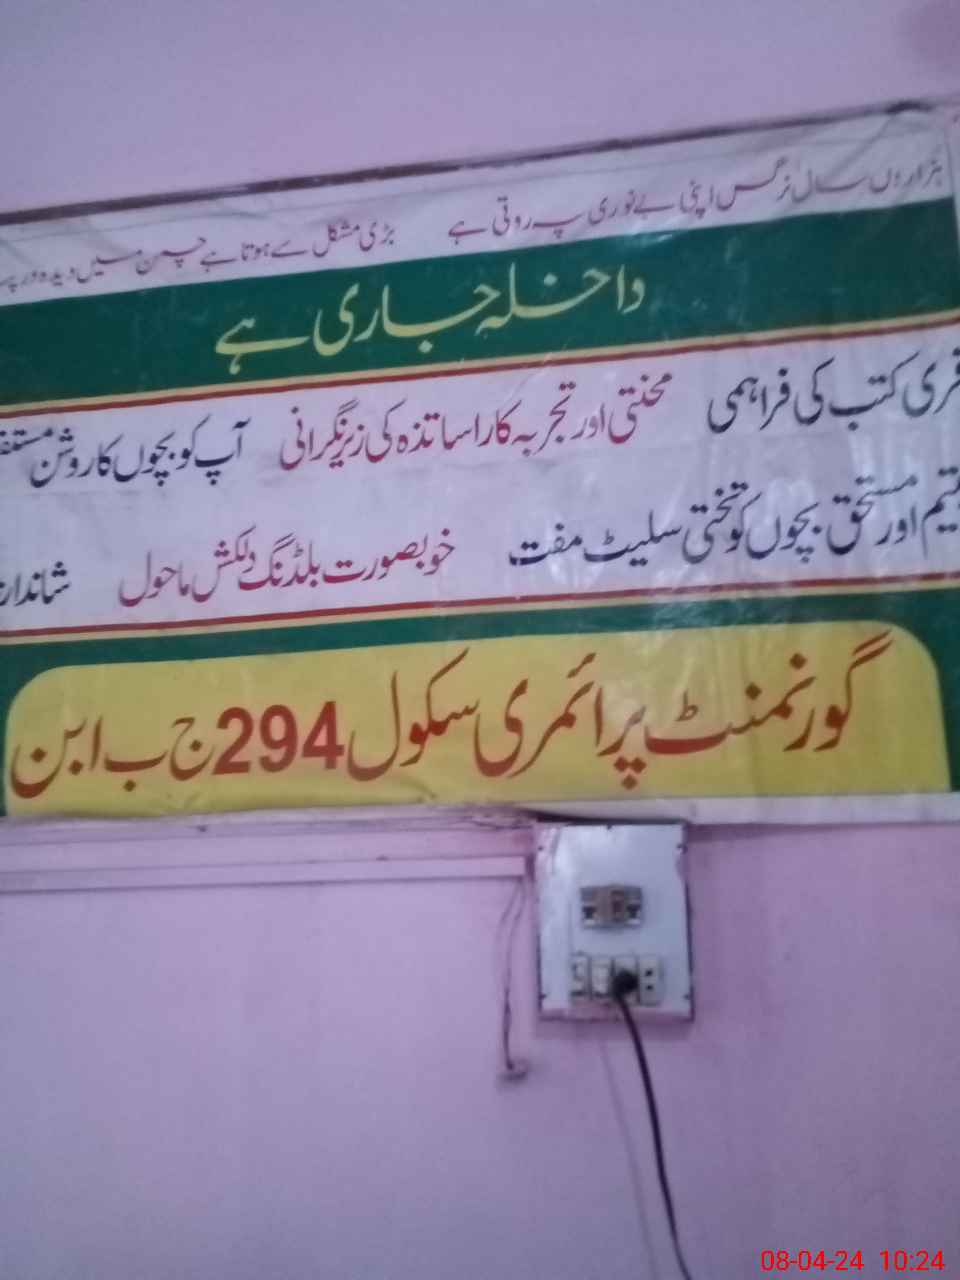 ہزاروں سال نرگس اپنی بے نوری پہ روتی ہے بڑی مشکل سے ہوتا ہے چمن میں دیدہ ور
داخلہ جاری ہے
فری کتب کی فراہمی محنتی اور تجربہ کار اساتذہ کی زیر نگرانی آپ کو بچوں کا روشن
یتیم اور مستحق بچوں کو تختی سلیٹ مفت خوبصورت بلڈنگ دلکش ماحول
گورنمنٹ پرائمری سکول 294 ج ب ابن
08-04-24 10:24